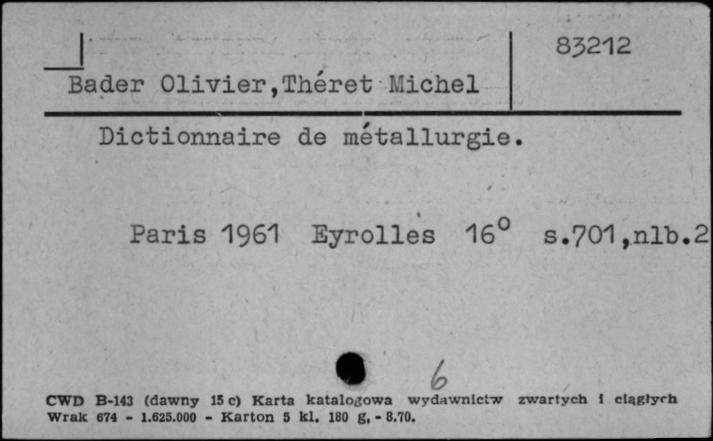 83212
Bader Olivier,Théret Michel
Dictionnaire de métallurgie.
Paris 1961 Eyrolles 16° s.701,nlb.2
6
CWD B-143 (dawny 15 c) Karta katalogowa wydawnictw zwartych i ciągłych
Wrak 674 - 1.625.000 - Karton 5 kl. 180 g, - 8.70.